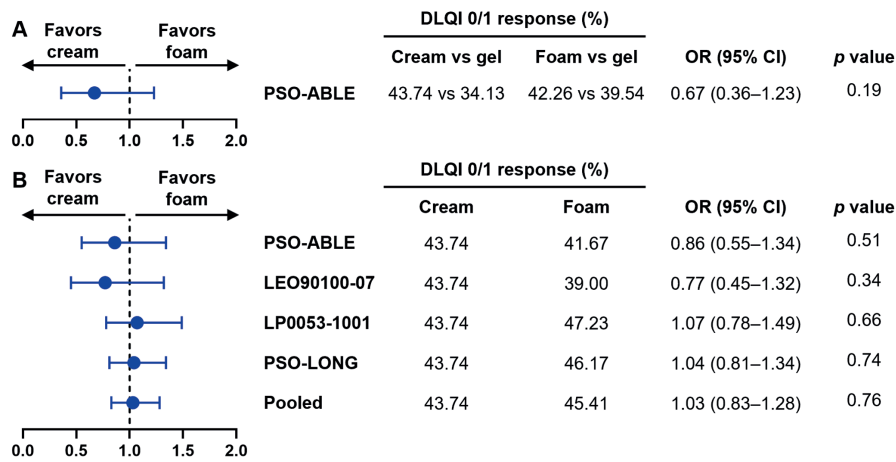 A
Favors cream
Favors foam
DLQI 0/1 response (%)
Cream vs gel Foam vs gel OR (95% CI) p value
PSO-ABLE 43.74 vs 34.13 42.26 vs 39.54 0.67 (0.36–1.23) 0.19
0.0 0.5 1.0 1.5 2.0
B
Favors cream
Favors foam
DLQI 0/1 response (%)
Cream Foam OR (95% CI) p value
PSO-ABLE 43.74 41.67 0.86 (0.55–1.34) 0.51
LEO90100-07 43.74 39.00 0.77 (0.45–1.32) 0.34
LP0053-1001 43.74 47.23 1.07 (0.78–1.49) 0.66
PSO-LONG 43.74 46.17 1.04 (0.81–1.34) 0.74
Pooled 43.74 45.41 1.03 (0.83–1.28) 0.76
0.0 0.5 1.0 1.5 2.0